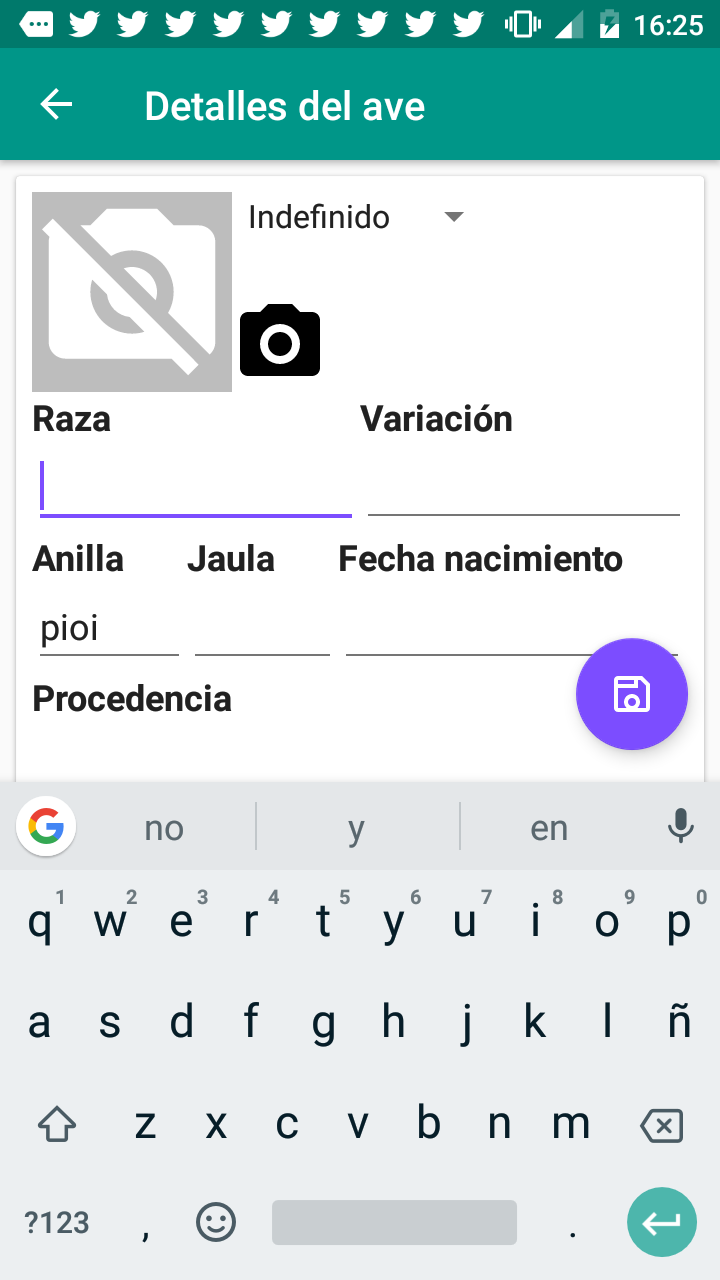 16:25
Detalles del ave
Indefinido
Raza Variación
Anilla Jaula Fecha nacimiento
pioi
Procedencia
no y en
1 2 3 4 5 6 7 8 9 0
q w e r t y u i o p
a s d f g h j k l ñ
z x c v b n m
?123 , .